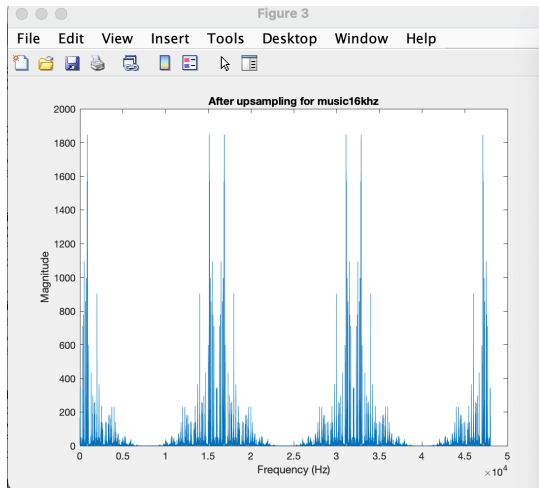 Figure 3
File Edit View Insert Tools Desktop Window Help
After upsampling for music16khz
2000
1800
1600
1400
1200
1000
800
600
400
200
0
Magnitude
0 0.5 1 1.5 2 2.5 3 3.5 4 4.5 5
Frequency (Hz)
×10⁴